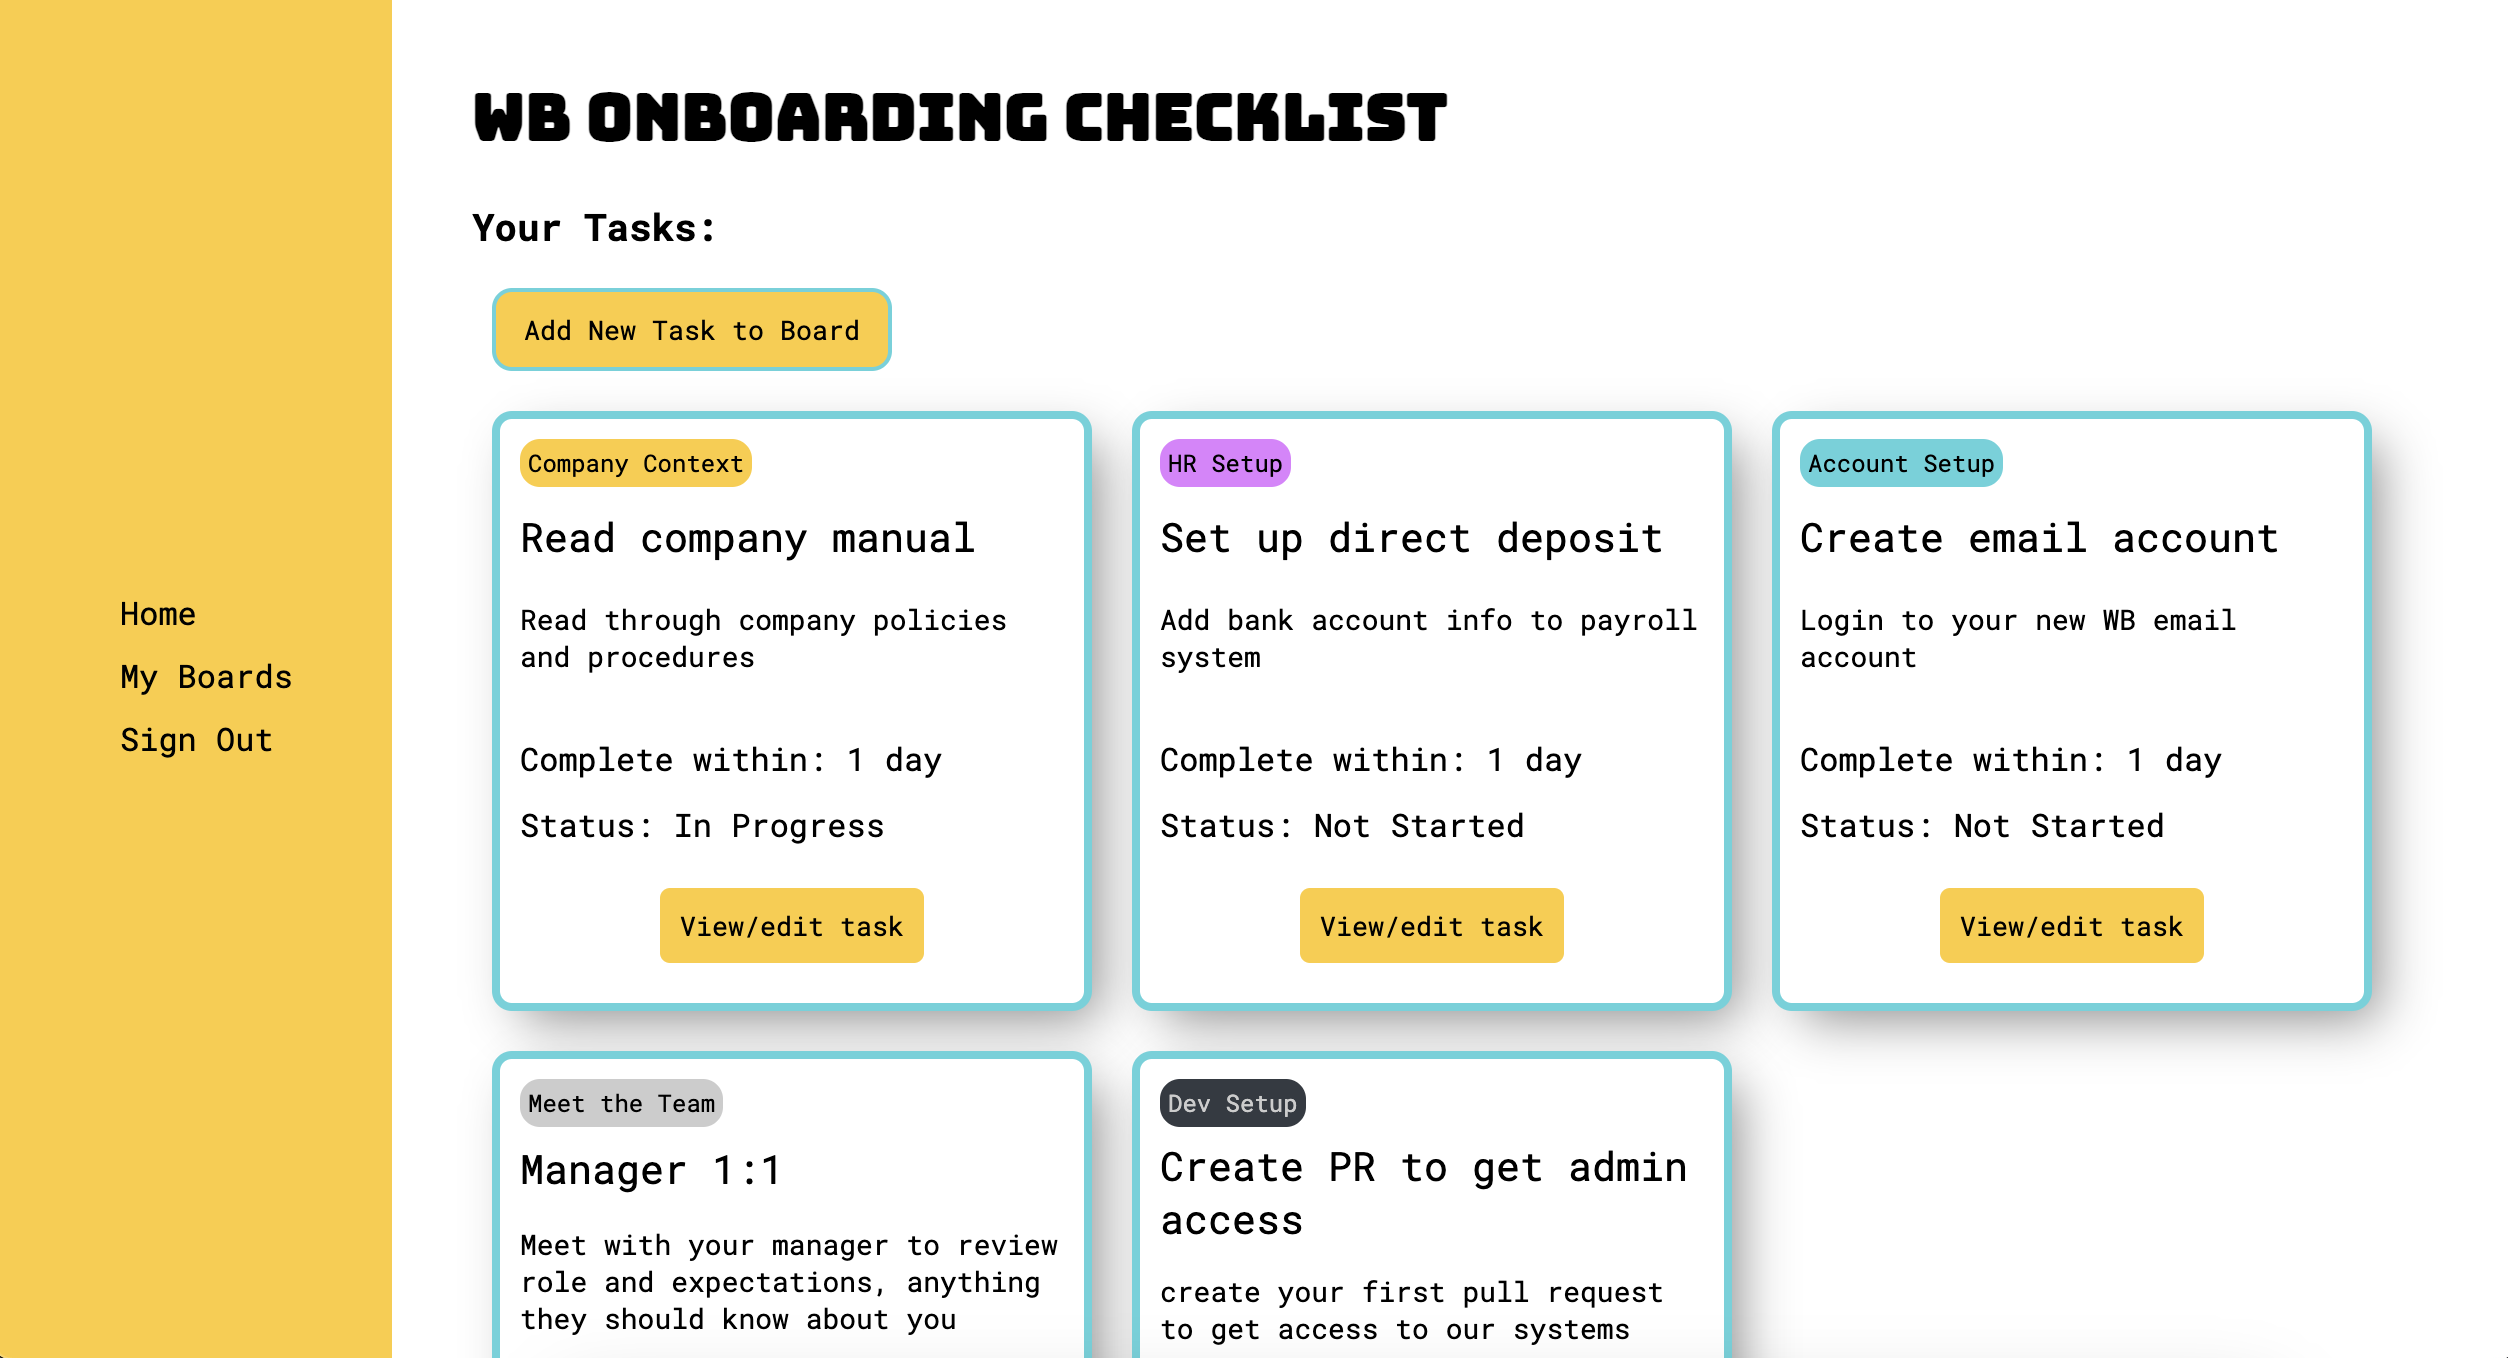 WB ONBOARDING CHECKLIST
Your Tasks:
Add New Task to Board
Home
My Boards
Sign Out
Company Context
Read company manual
Read through company policies
and procedures
Complete within: 1 day
Status: In Progress
View/edit task
HR Setup
Set up direct deposit
Add bank account info to payroll
system
Complete within: 1 day
Status: Not Started
View/edit task
Account Setup
Create email account
Login to your new WB email
account
Complete within: 1 day
Status: Not Started
View/edit task
Meet the Team
Manager 1:1
Meet with your manager to review
role and expectations, anything
they should know about you
Dev Setup
Create PR to get admin
access
create your first pull request
to get access to our systems